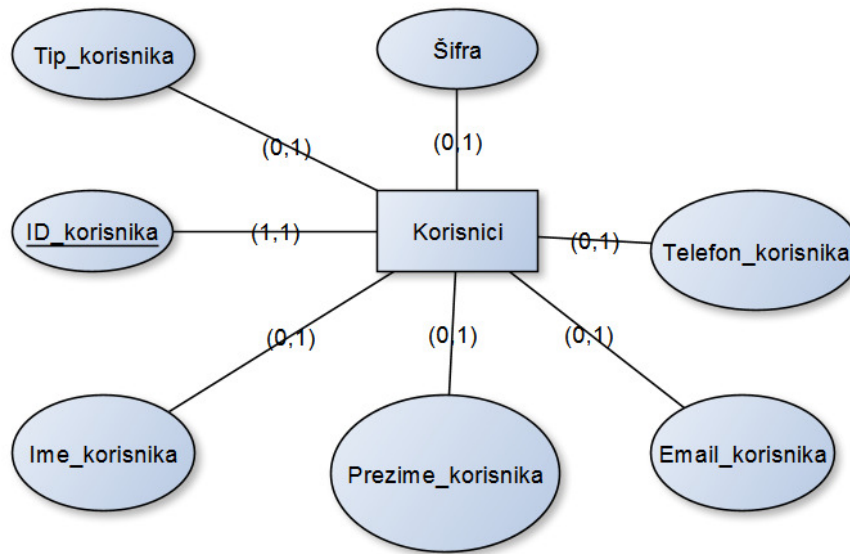 Tip_korisnika
Šifra
(0,1)
(0,1)
ID_korisnika
(1,1)
Korisnici
(0,1)
Telefon_korisnika
(0,1)
(0,1)
(0,1)
Ime_korisnika
Prezime_korisnika
Email_korisnika